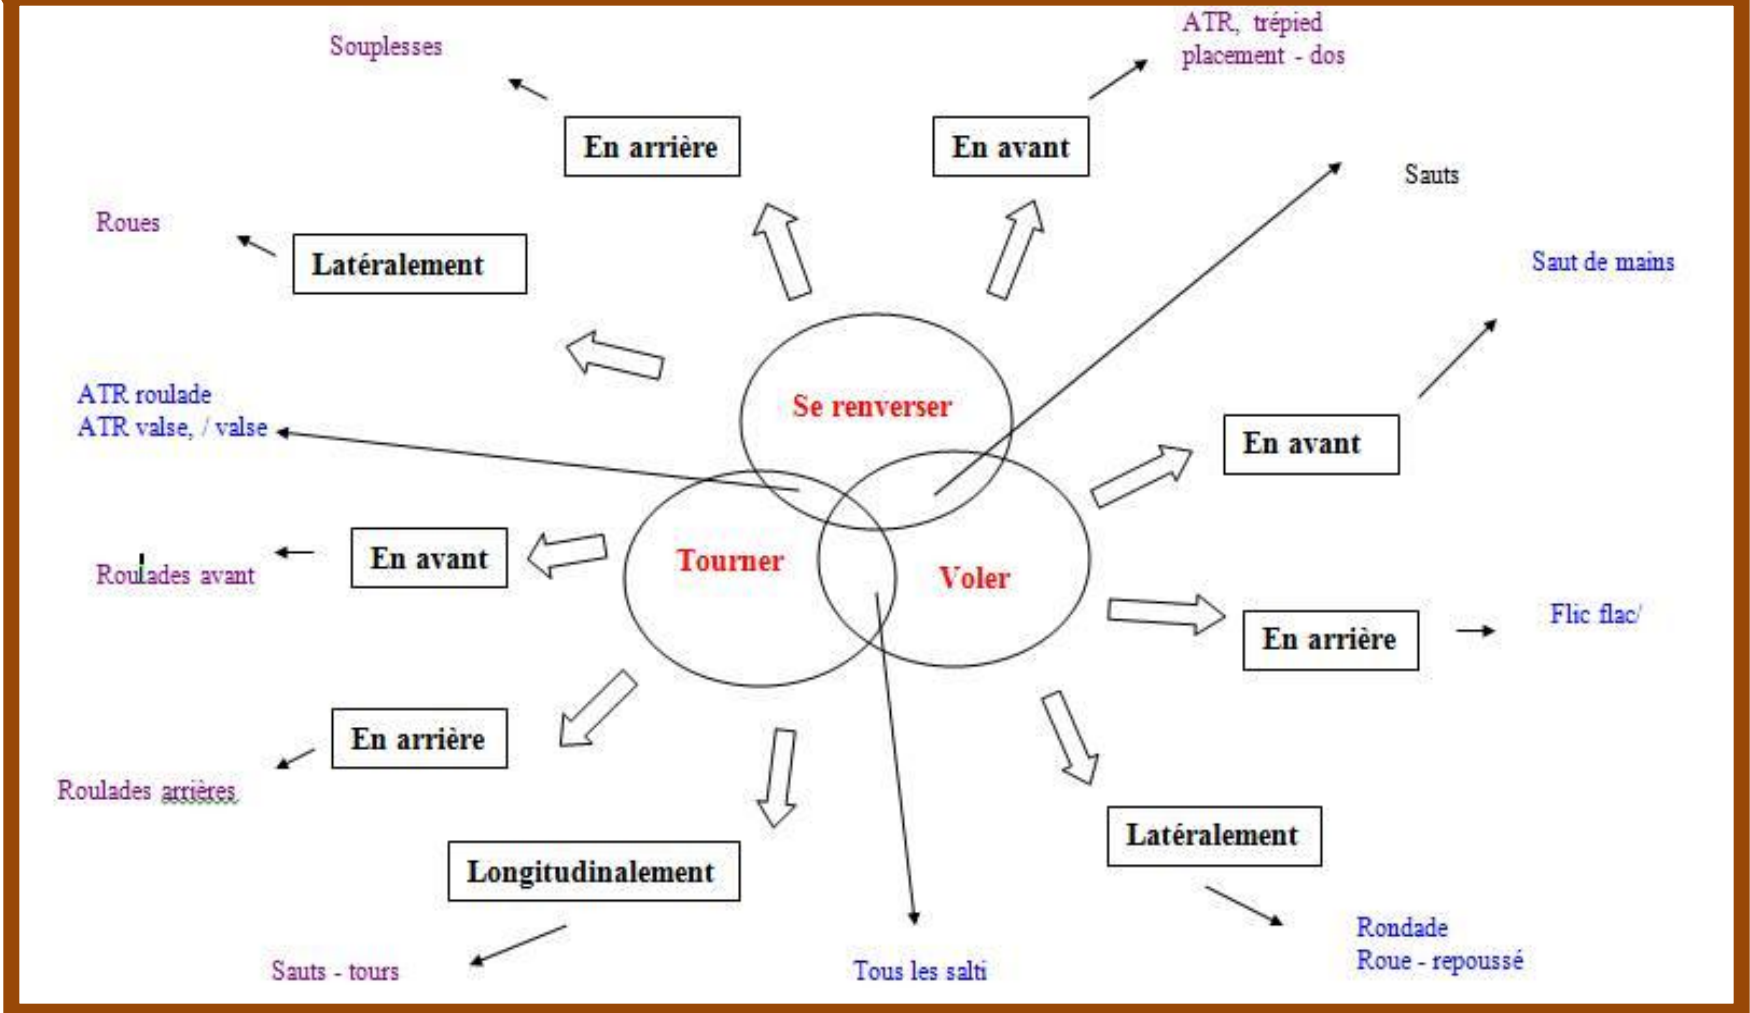 Souplesses
ATR, trépied
placement - dos
En arrière
En avant
Sauts
Roues
Latéralement
Saut de mains
ATR roulade
ATR valse, / valse
Se renverser
En avant
En avant
Roulades avant
Tourner
Voler
Flic flac/
En arrière
En arrière
Roulades arrières
Latéralement
Longitudinalement
Rondade
Roue - repoussé
Sauts - tours
Tous les salti